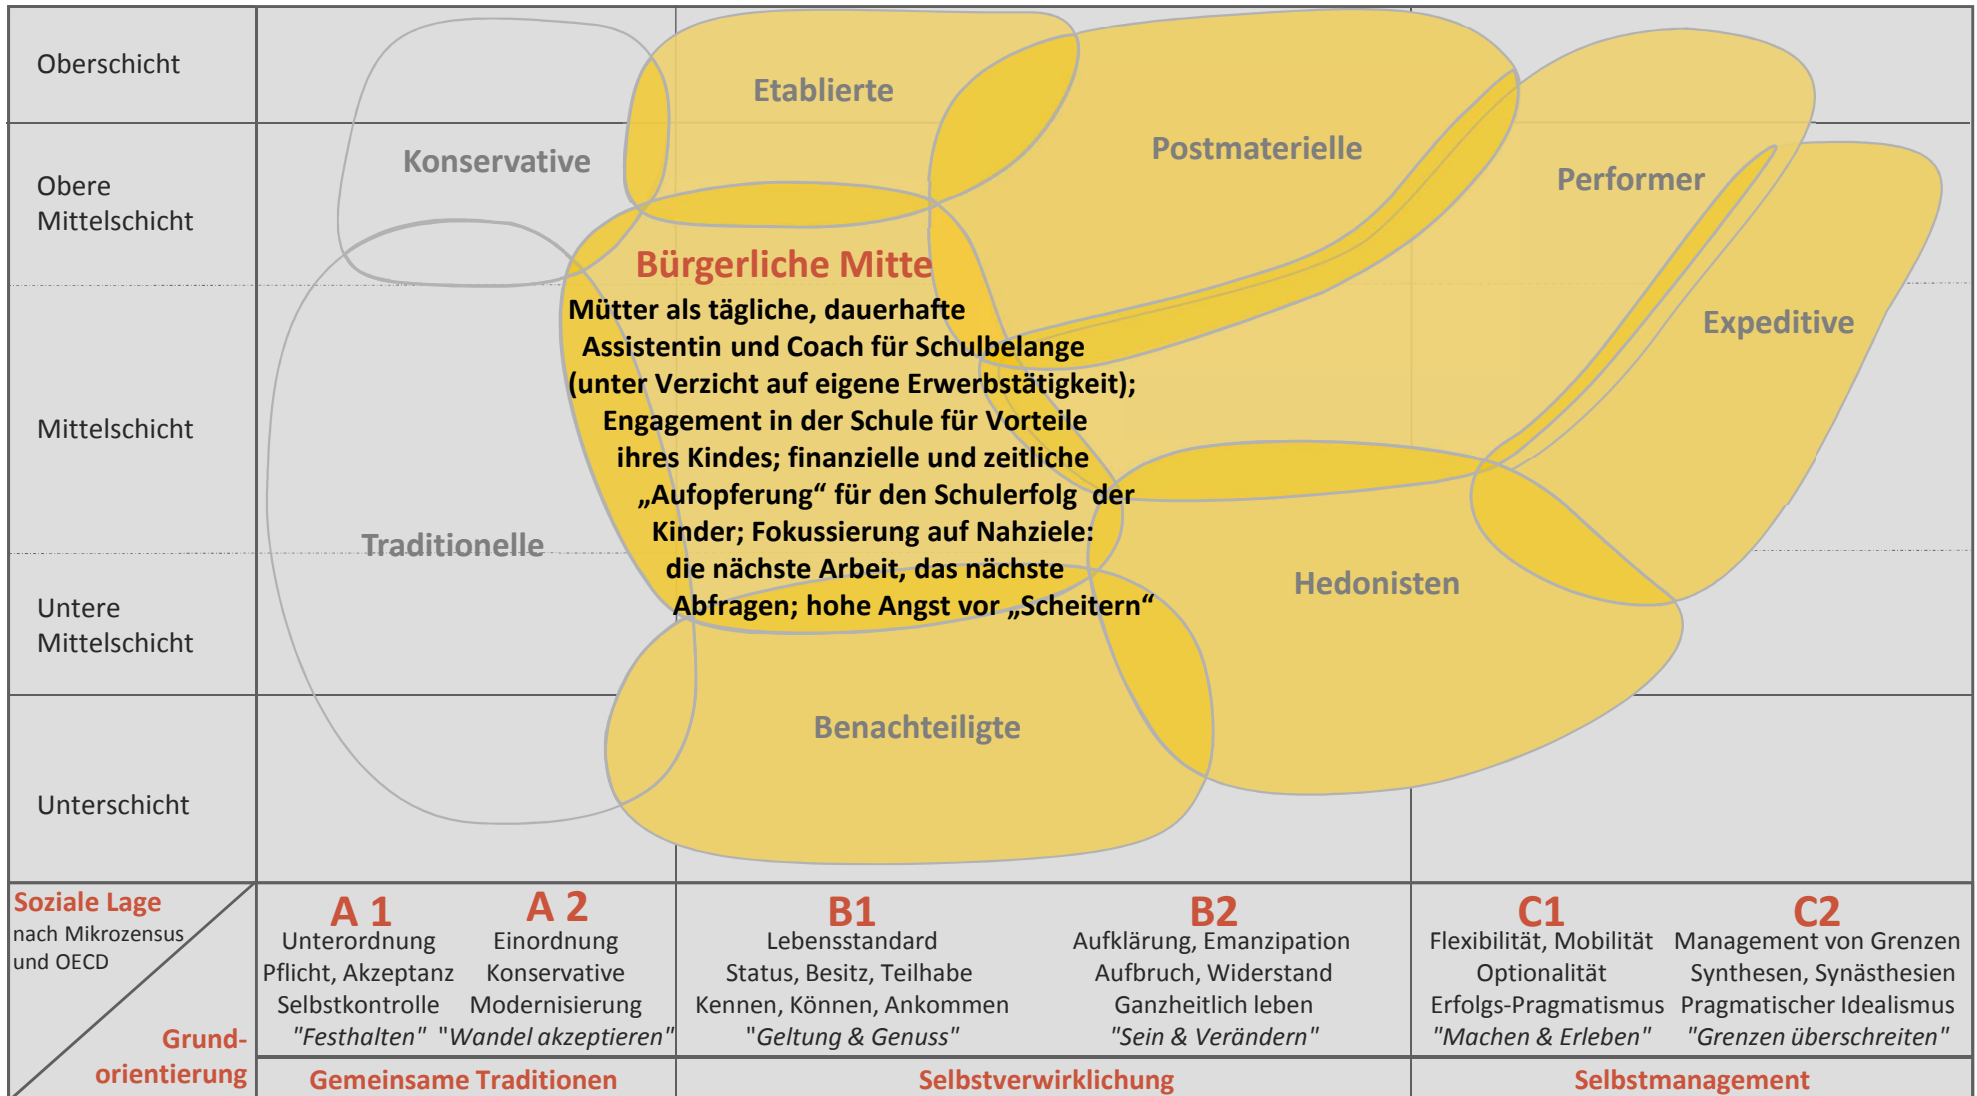 Oberschicht
Etablierte
Postmaterielle
Konservative
Performer
Obere
Mittelschicht
Bürgerliche Mitte
Mütter als tägliche, dauerhafte
Assistentin und Coach für Schulbelange
(unter Verzicht auf eigene Erwerbstätigkeit);
Engagement in der Schule für Vorteile
ihres Kindes; finanzielle und zeitliche
„Aufopferung“ für den Schulerfolg der
Kinder; Fokussierung auf Nahziele:
die nächste Arbeit, das nächste
Abfragen; hohe Angst vor „Scheitern“
Expeditive
Mittelschicht
Traditionelle
Hedonisten
Untere
Mittelschicht
Benachteiligte
Unterschicht
Soziale Lage
nach Mikrozensus
und OECD
Grund-
orientierung
A 1
Unterordnung
Pflicht, Akzeptanz
Selbstkontrolle
"Festhalten"
A 2
Einordnung
Konservative
Modernisierung
"Wandel akzeptieren"
B1
Lebensstandard
Status, Besitz, Teilhabe
Kennen, Können, Ankommen
"Geltung & Genuss"
B2
Aufklärung, Emanzipation
Aufbruch, Widerstand
Ganzheitlich leben
"Sein & Verändern"
C1
Flexibilität, Mobilität
Optionalität
Erfolgs-Pragmatismus
"Machen & Erleben"
C2
Management von Grenzen
Synthesen, Synästhesien
Pragmatischer Idealismus
"Grenzen überschreiten"
Gemeinsame Traditionen
Selbstverwirklichung
Selbstmanagement